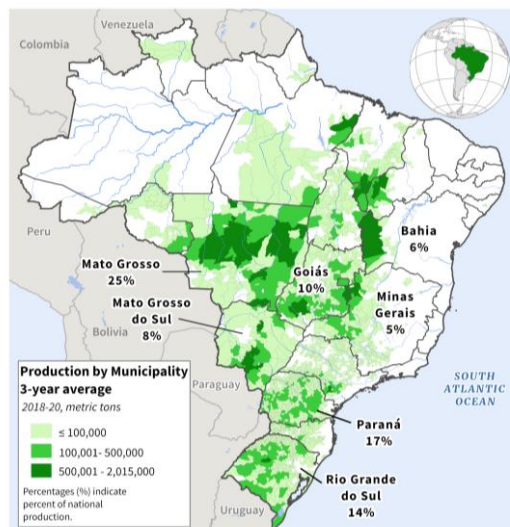 Venezuela
Colombia
Peru
Bahia
6%
Mato Grosso
25%
Goiás
10%
Mato Grosso
do Sul
8%
Minas
Gerais
5%
Bolivia
Production by Municipality
3-year average
2018-20, metric tons
≤ 100,000
100,001- 500,000
500,001 - 2,015,000
Percentages (%) indicate
percent of national
production.
Paraguay
SOUTH
ATLANTIC
OCEAN
Paraná
17%
Rio Grande
do Sul
14%
Uruguay